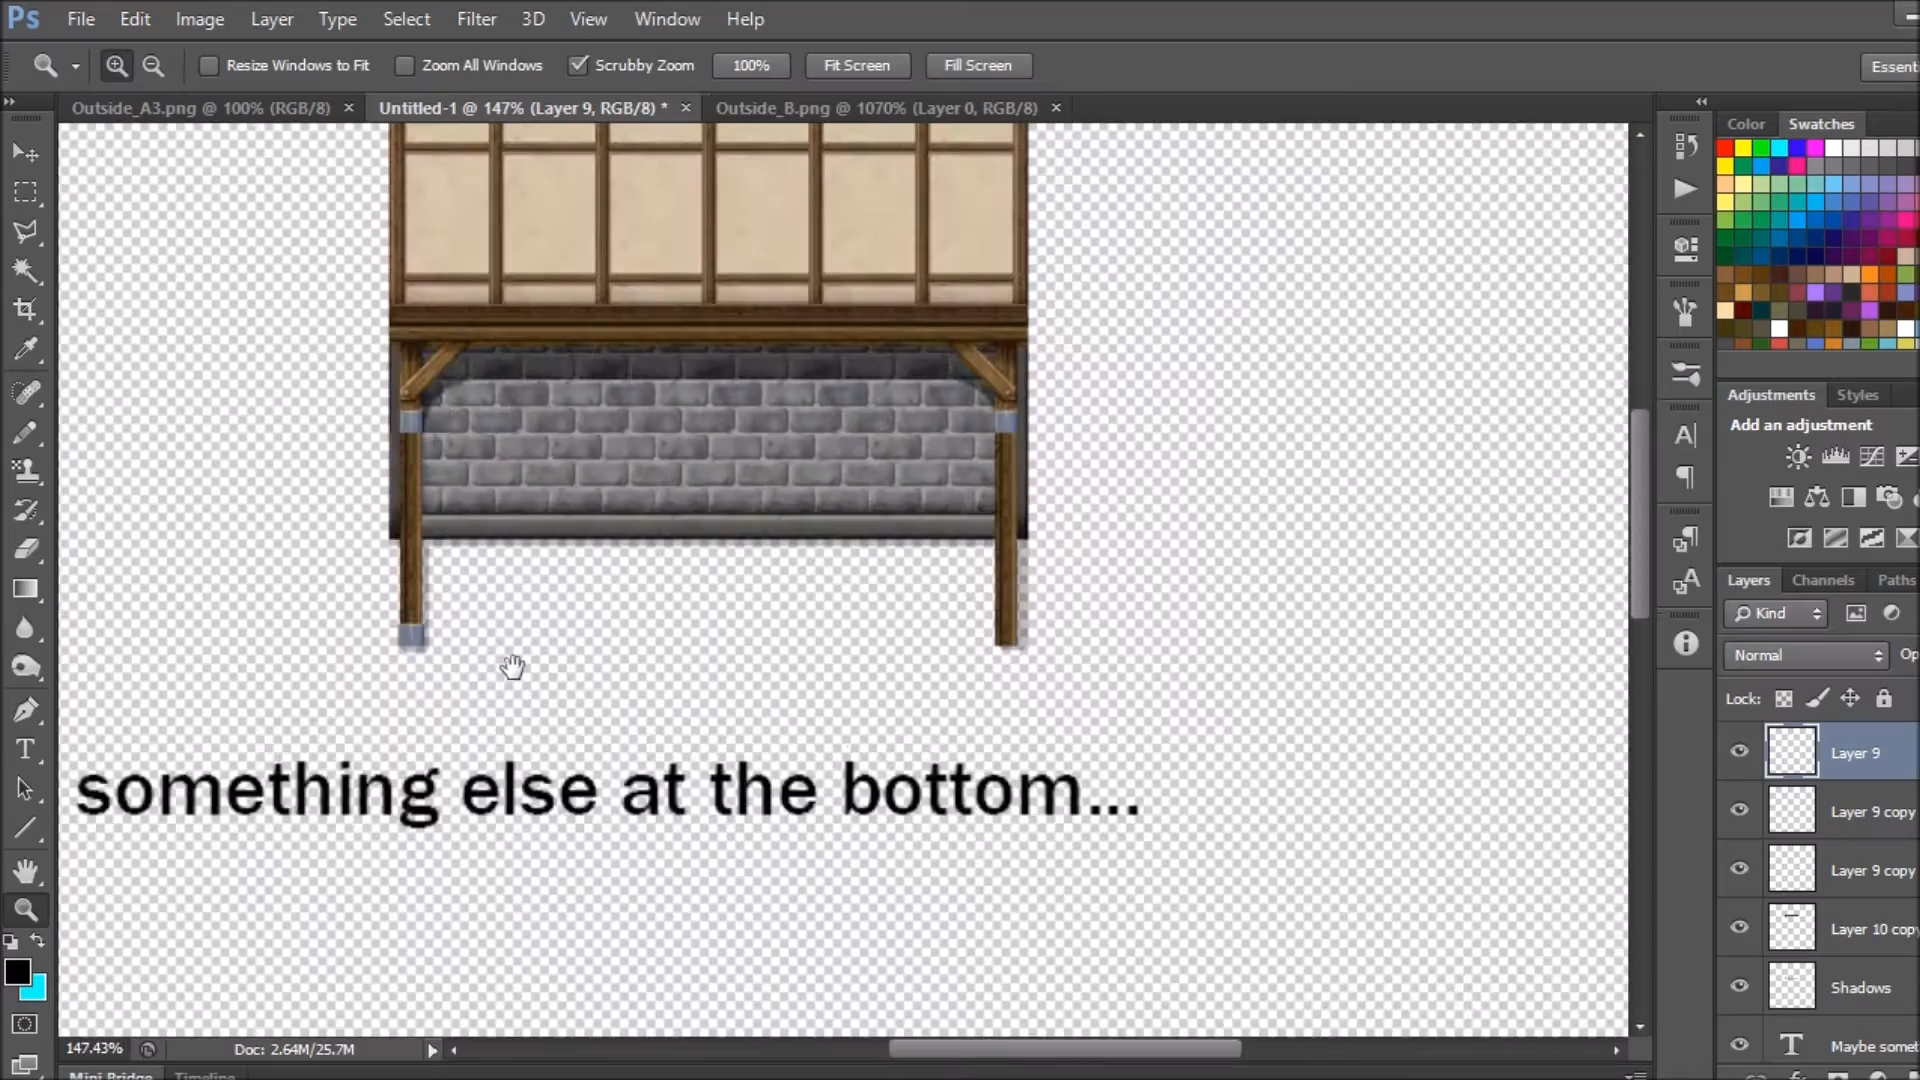 Ps File Edit Image Layer Type Select Filter 3D View Window Help
Resize Windows to Fit Zoom All Windows Scrubby Zoom 100% Fit Screen Fill Screen Essenti
Outside_A3.png @ 100% (RGB/8) × Untitled-1 @ 147% (Layer 9, RGB/8) * × Outside_B.png @ 1070% (Layer 0, RGB/8) ×
Color Swatches
Adjustments Styles
Add an adjustment
Layers Channels Paths
Kind
Normal Op
Lock:
Layer 9
something else at the bottom...
Layer 9 copy
Layer 9 copy
Layer 10 copy
Shadows
Maybe somet
147.43% Doc: 2.64M/25.7M
Mini Bridge Timeline